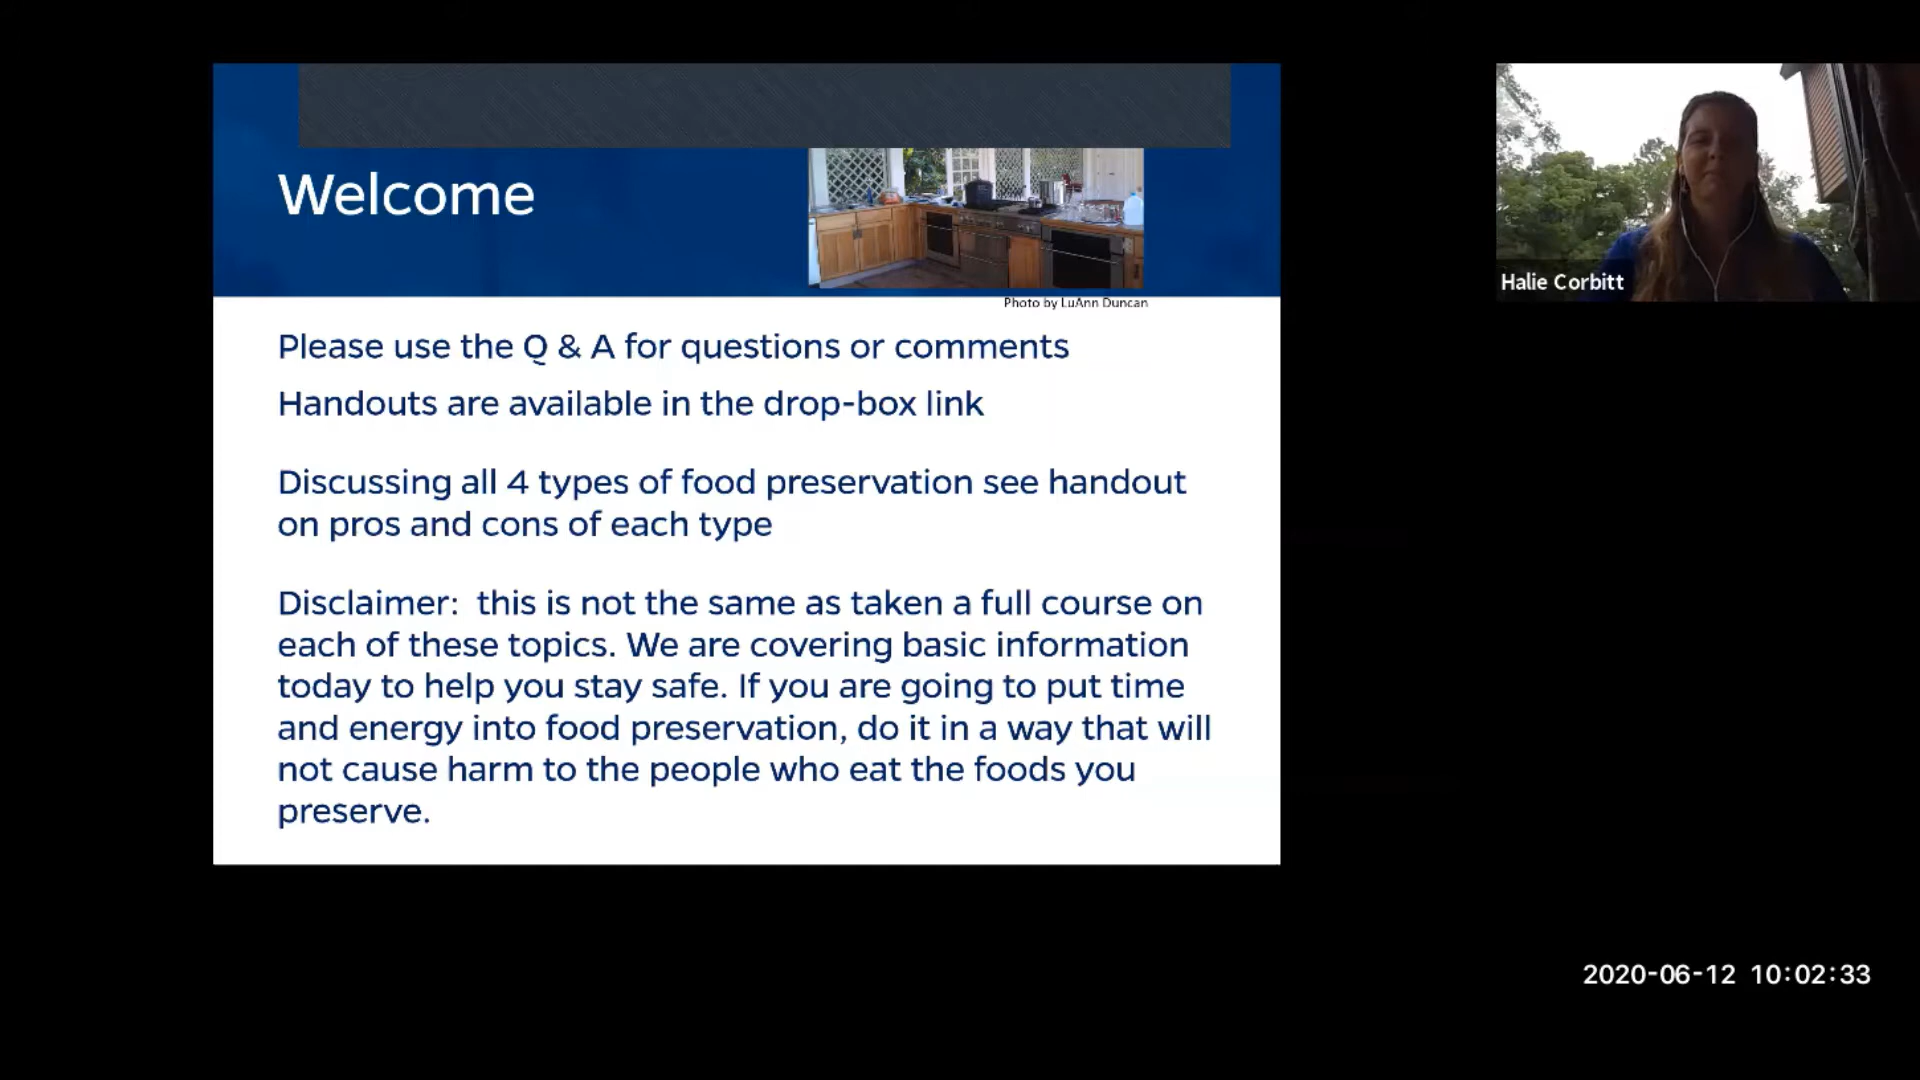 Welcome
Photo by LuAnn Duncan
Please use the Q & A for questions or comments
Handouts are available in the drop-box link
Discussing all 4 types of food preservation see handout
on pros and cons of each type
Disclaimer:  this is not the same as taken a full course on
each of these topics. We are covering basic information
today to help you stay safe. If you are going to put time
and energy into food preservation, do it in a way that will
not cause harm to the people who eat the foods you
preserve.
Halie Corbitt
2020-06-12 10:02:33